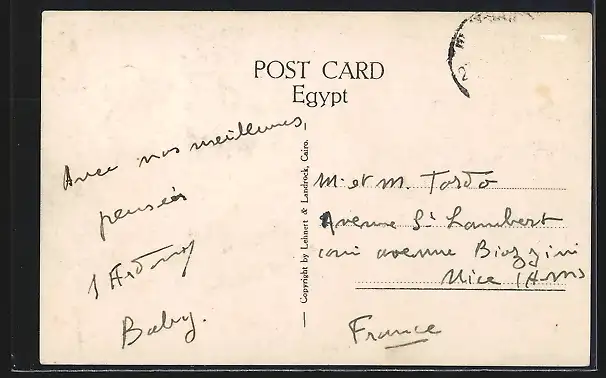 POST CARD
Egypt
Avec nos meilleures
pensées
Baby.
Copyright by Lehnert & Landrock, Cairo.
M. et M. Tordo
Avenue St Lambert
coin avenue
Nice (A-M)
France